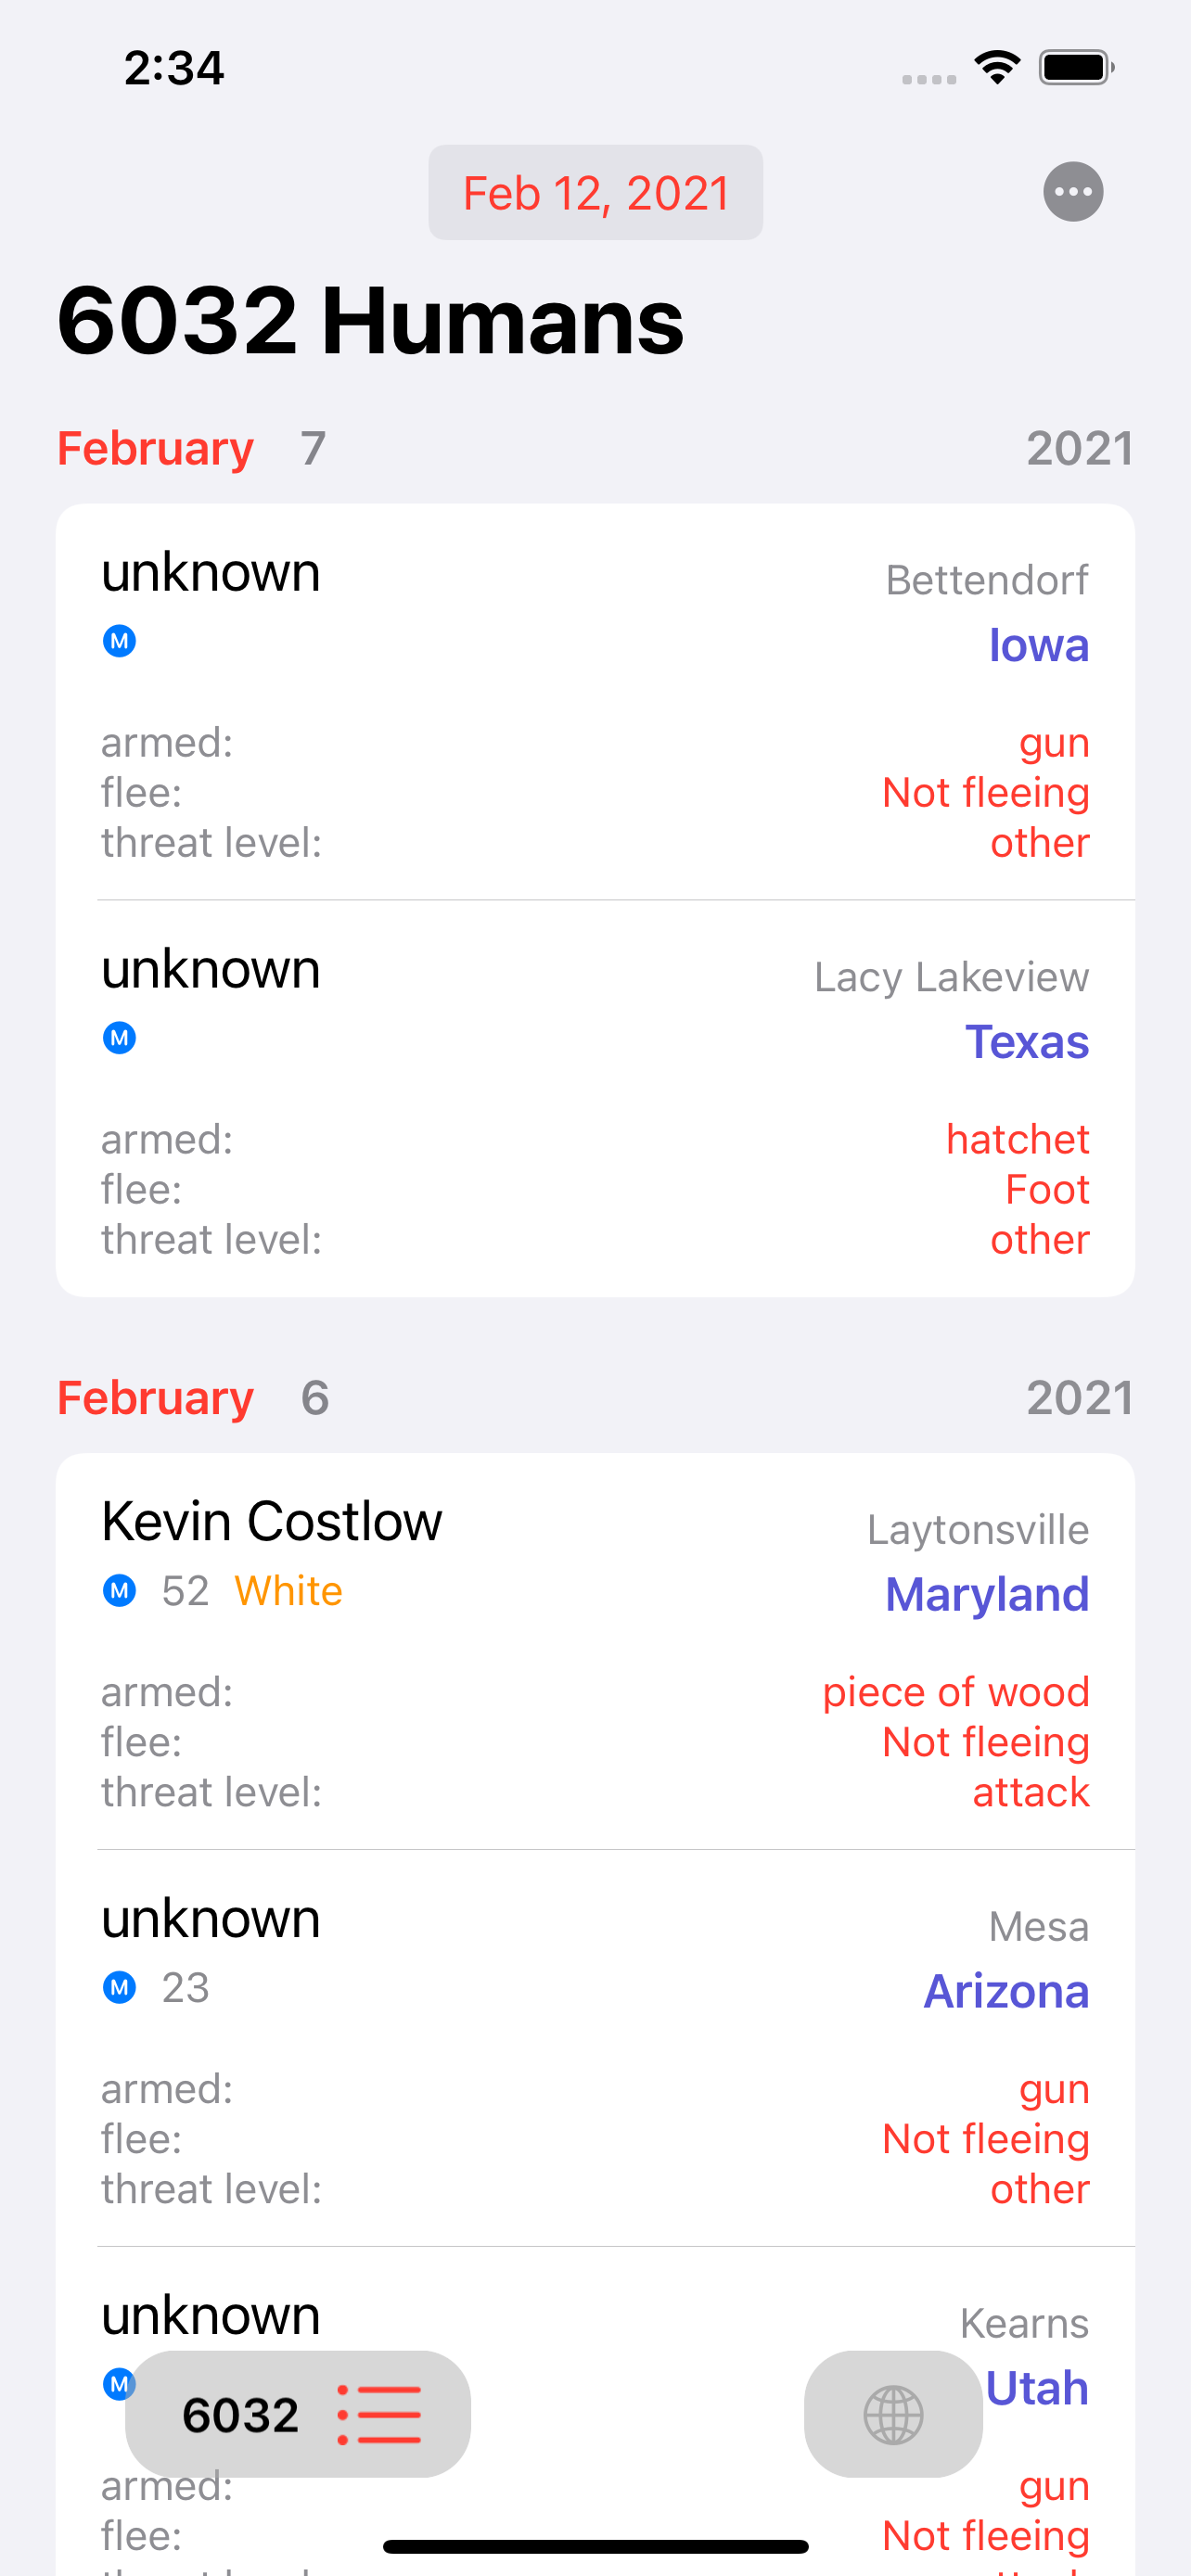 2:34
Feb 12, 2021
6032 Humans
February 7 2021
unknown Bettendorf
M Iowa
armed: gun
flee: Not fleeing
threat level: other
unknown Lacy Lakeview
M Texas
armed: hatchet
flee: Foot
threat level: other
February 6 2021
Kevin Costlow Laytonsville
M 52 White Maryland
armed: piece of wood
flee: Not fleeing
threat level: attack
unknown Mesa
M 23 Arizona
armed: gun
flee: Not fleeing
threat level: other
unknown Kearns
M Utah
6032
armed: gun
flee: Not fleeing